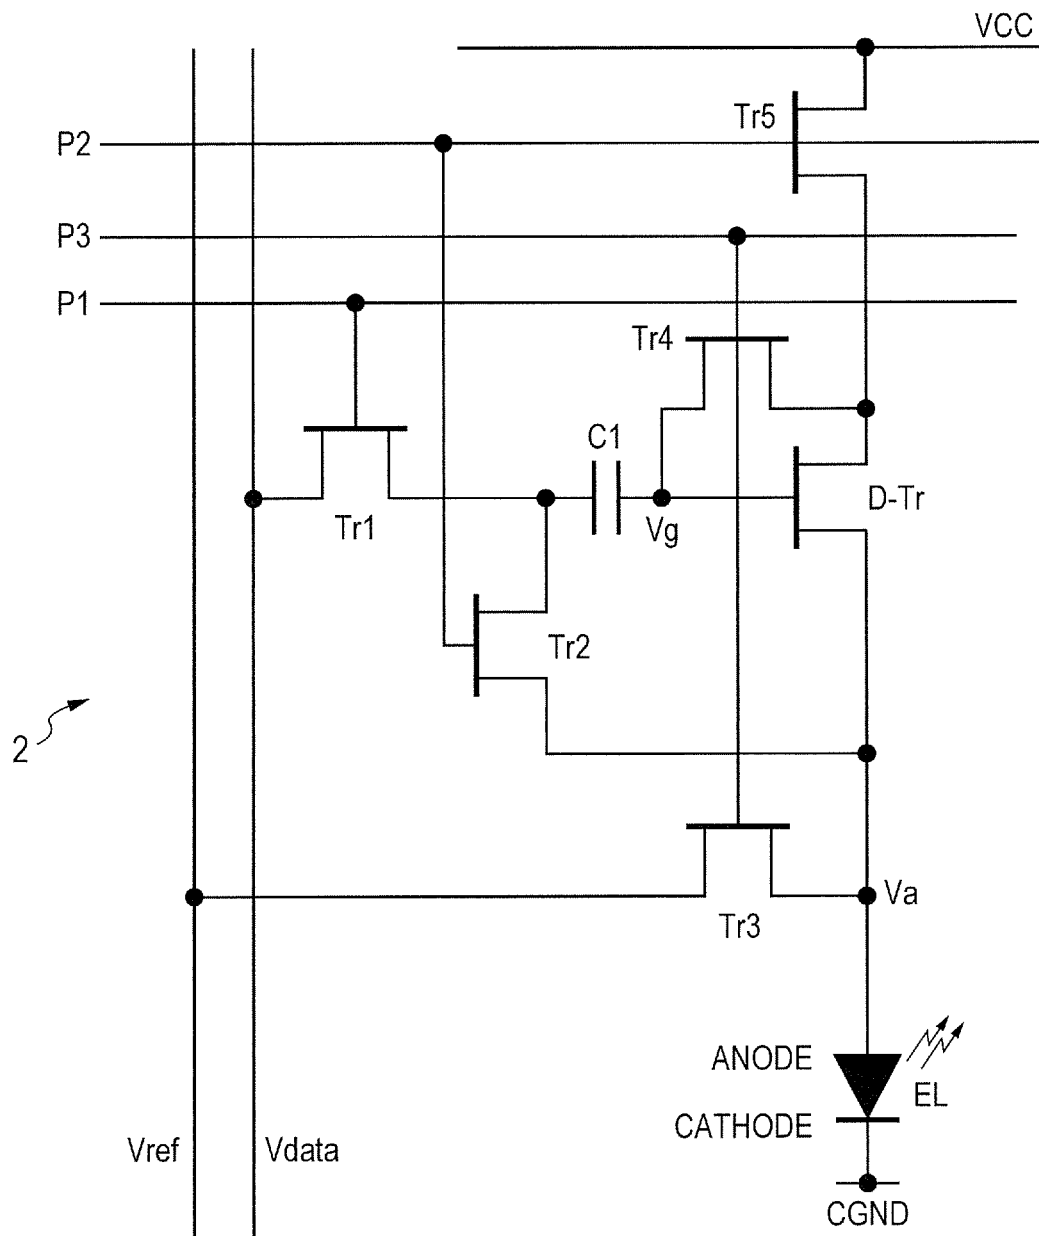 VCC
Tr5
P2
P3
P1
Tr4
C1
D-Tr
Tr1
Vg
Tr2
2
Va
Tr3
ANODE
EL
CATHODE
Vref
Vdata
CGND